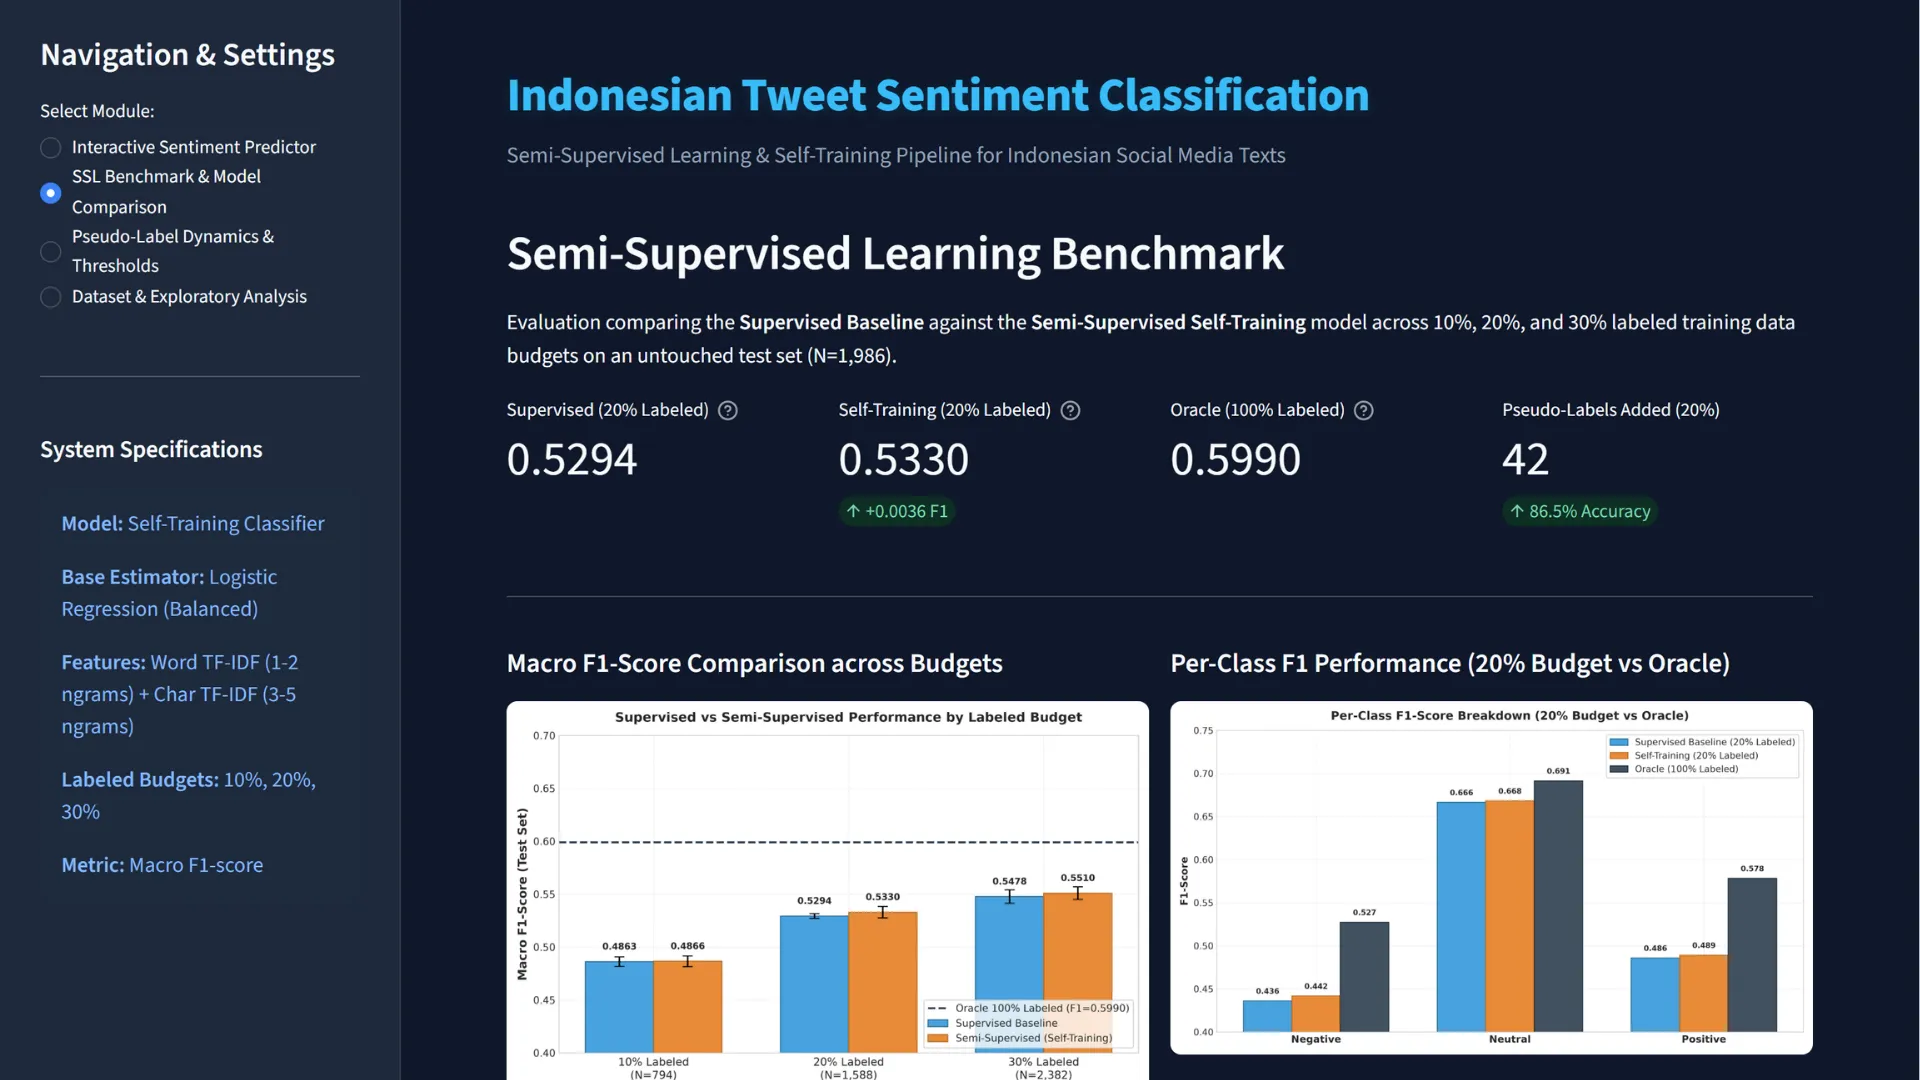 Navigation & Settings
Select Module:
Interactive Sentiment Predictor
SSL Benchmark & Model
Comparison
Pseudo-Label Dynamics &
Thresholds
Dataset & Exploratory Analysis
System Specifications
Model: Self-Training Classifier
Base Estimator: Logistic
Regression (Balanced)
Features: Word TF-IDF (1-2
ngrams) + Char TF-IDF (3-5
ngrams)
Labeled Budgets: 10%, 20%,
30%
Metric: Macro F1-score
Indonesian Tweet Sentiment Classification
Semi-Supervised Learning & Self-Training Pipeline for Indonesian Social Media Texts
Semi-Supervised Learning Benchmark
Evaluation comparing the Supervised Baseline against the Semi-Supervised Self-Training model across 10%, 20%, and 30% labeled training data
budgets on an untouched test set (N=1,986).
Supervised (20% Labeled)
0.5294
Self-Training (20% Labeled)
0.5330
↑ +0.0036 F1
Oracle (100% Labeled)
0.5990
Pseudo-Labels Added (20%)
42
↑ 86.5% Accuracy
Macro F1-Score Comparison across Budgets
Supervised vs Semi-Supervised Performance by Labeled Budget
Macro F1-Score (Test Set)
0.70
0.65
0.60
0.55
0.50
0.45
0.40
0.4863
0.4866
0.5294
0.5330
0.5478
0.5510
Oracle 100% Labeled (F1=0.5990)
Supervised Baseline
Semi-Supervised (Self-Training)
10% Labeled
(N=794)
20% Labeled
(N=1,588)
30% Labeled
(N=2,382)
Per-Class F1 Performance (20% Budget vs Oracle)
Per-Class F1-Score Breakdown (20% Budget vs Oracle)
F1-Score
0.75
0.70
0.65
0.60
0.55
0.50
0.45
0.40
Supervised Baseline (20% Labeled)
Self-Training (20% Labeled)
Oracle (100% Labeled)
0.436
0.442
0.527
0.666
0.668
0.691
0.486
0.489
0.578
Negative
Neutral
Positive